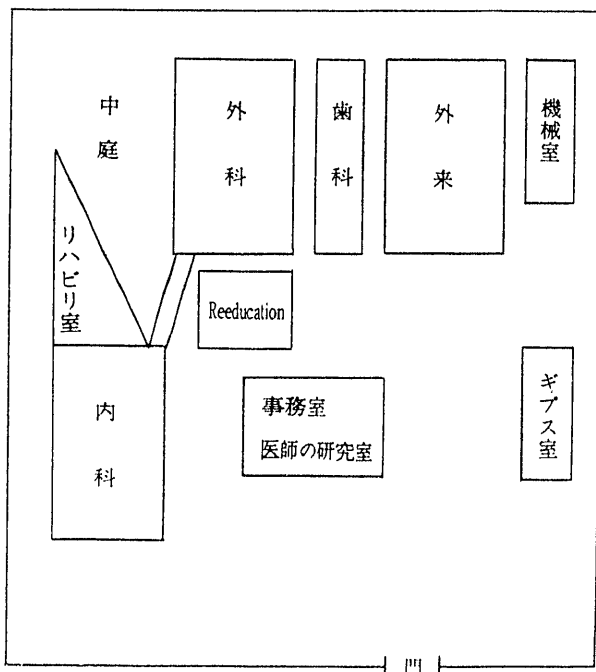 中庭
外科
歯科
外来
機械室
リハビリ室
Reeducation
内科
事務室
医師の研究室
ギプス室
門